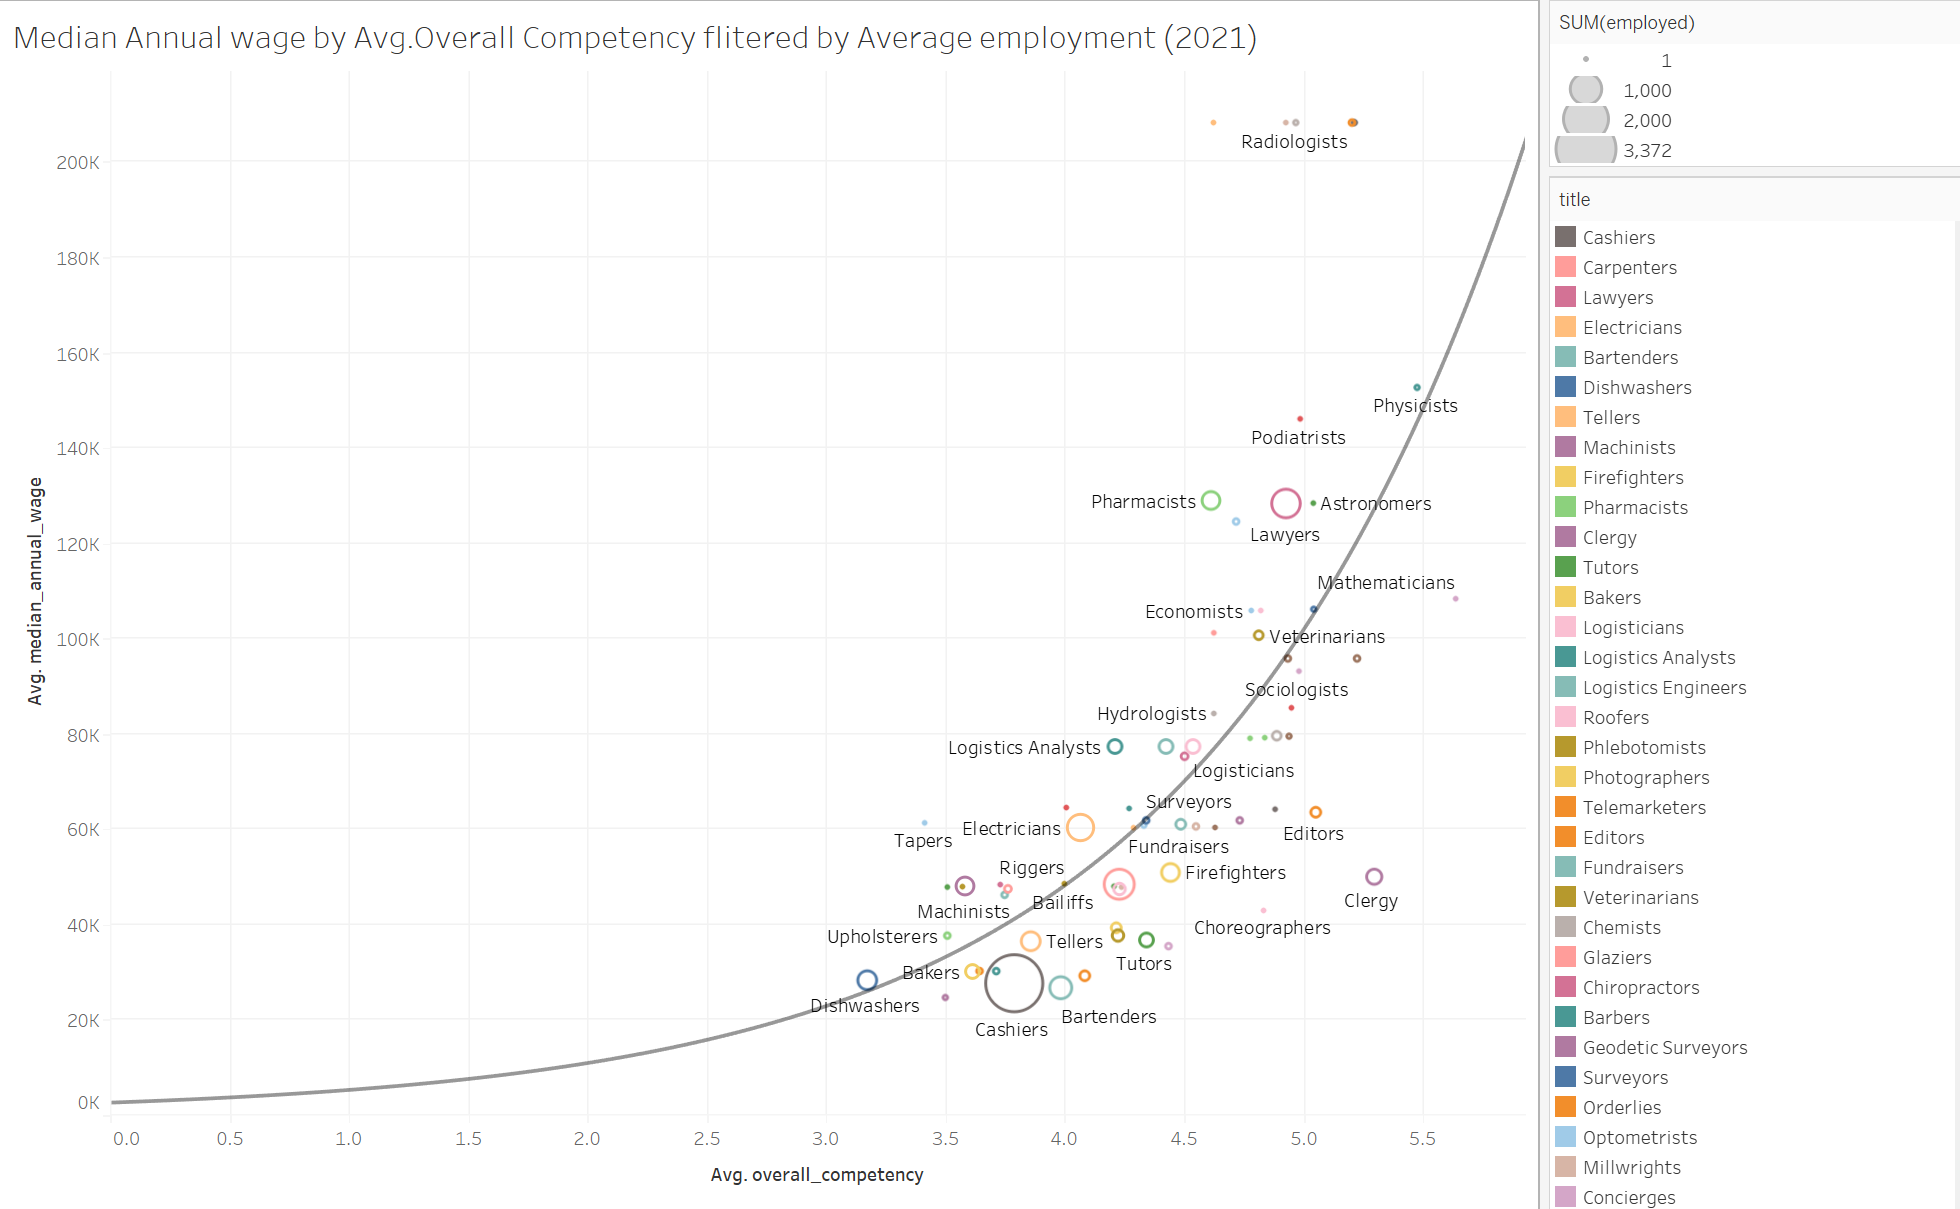 Median Annual wage by Avg.Overall Competency flitered by Average employment (2021)
200K
180K
160K
140K
120K
100K
80K
60K
40K
20K
0K
Avg. median_annual_wage
0.0 0.5 1.0 1.5 2.0 2.5 3.0 3.5 4.0 4.5 5.0 5.5
Avg. overall_competency
Radiologists
Physicists
Podiatrists
Pharmacists
Astronomers
Lawyers
Mathematicians
Economists
Veterinarians
Sociologists
Hydrologists
Logistics Analysts
Logisticians
Surveyors
Electricians
Tapers
Editors
Fundraisers
Riggers
Firefighters
Clergy
Bailiffs
Machinists
Choreographers
Upholsterers
Tellers
Tutors
Bakers
Dishwashers
Bartenders
Cashiers
SUM(employed)
1
1,000
2,000
3,372
title
Cashiers
Carpenters
Lawyers
Electricians
Bartenders
Dishwashers
Tellers
Machinists
Firefighters
Pharmacists
Clergy
Tutors
Bakers
Logisticians
Logistics Analysts
Logistics Engineers
Roofers
Phlebotomists
Photographers
Telemarketers
Editors
Fundraisers
Veterinarians
Chemists
Glaziers
Chiropractors
Barbers
Geodetic Surveyors
Surveyors
Orderlies
Optometrists
Millwrights
Concierges